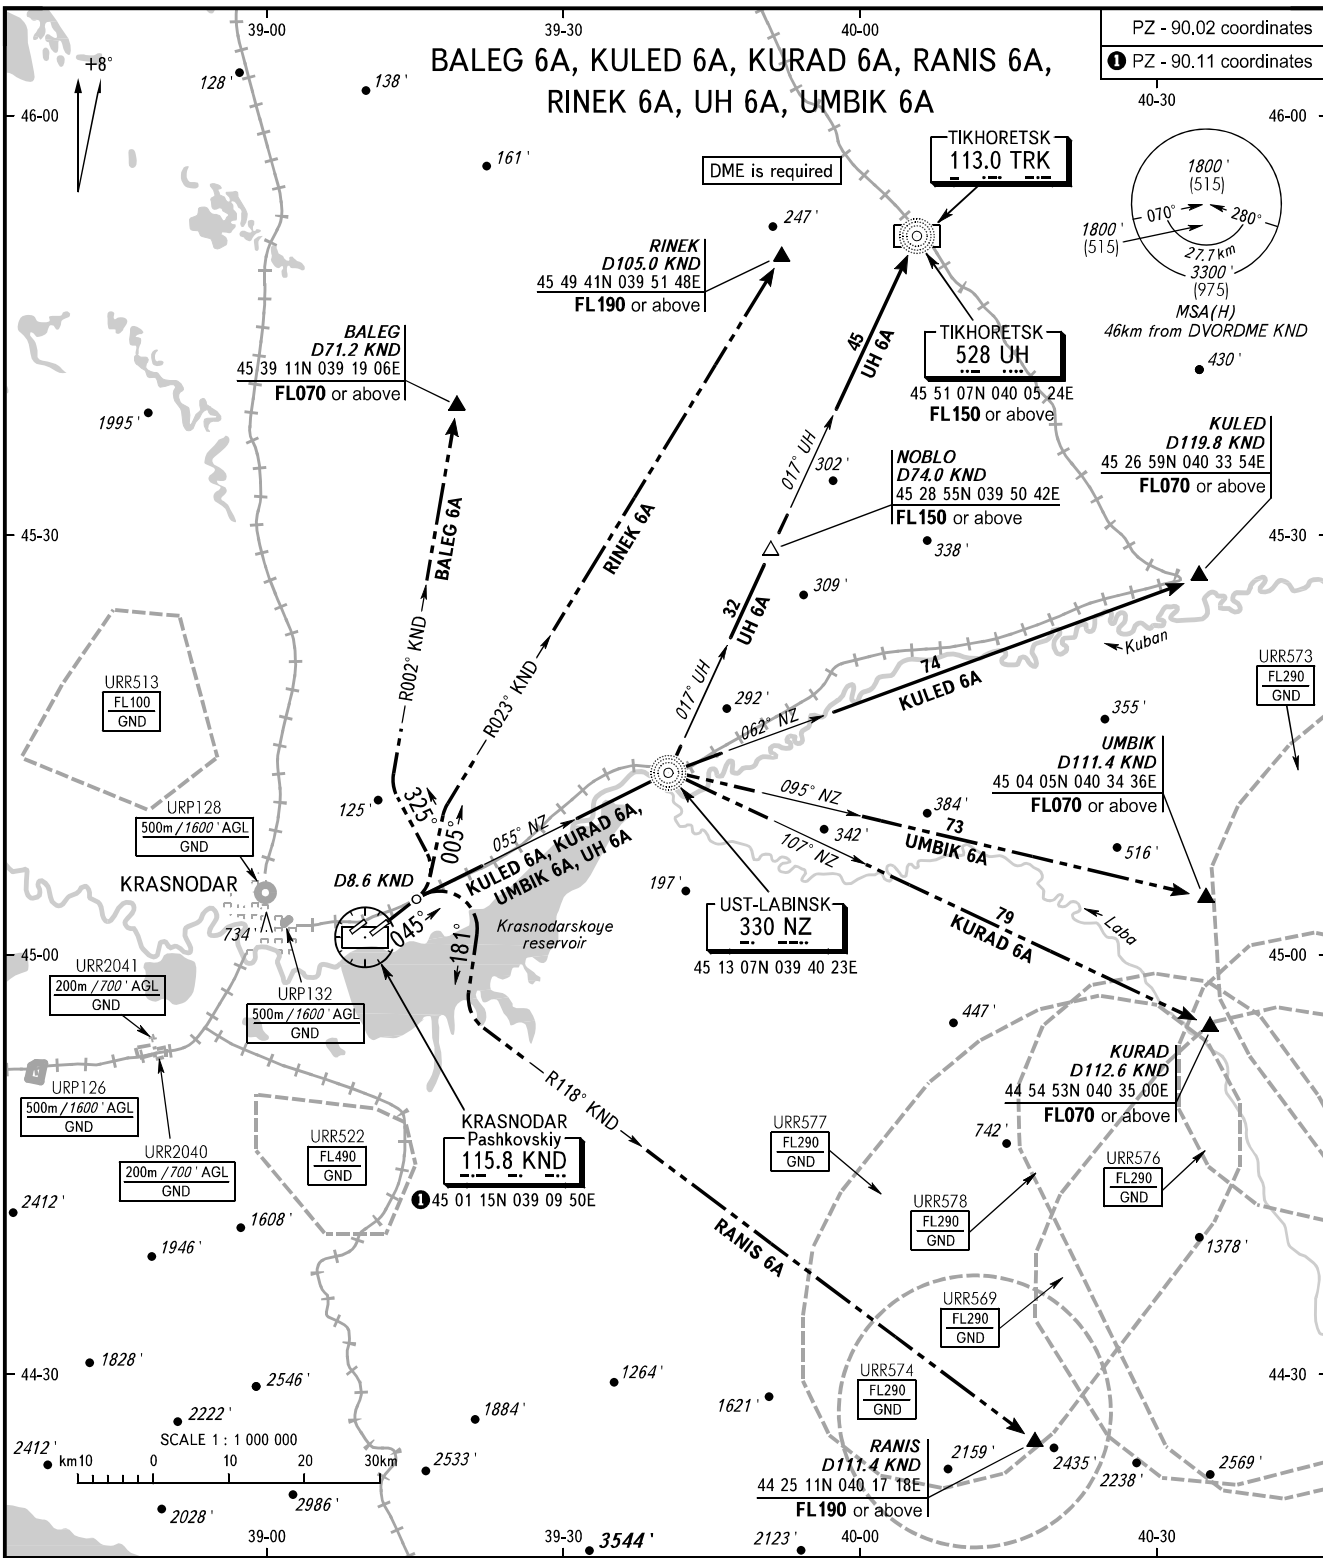 39-00
39-30
40-00
PZ - 90.02 coordinates
❶ PZ - 90.11 coordinates
BALEG 6A, KULED 6A, KURAD 6A, RANIS 6A,
RINEK 6A, UH 6A, UMBIK 6A
+8°
128'
138'
40-30
46-00
46-00
161'
DME is required
TIKHORETSK
113.0 TRK
1800'
(515)
070°
280°
1800'
(515)
27.7km
3300'
(975)
MSA(H)
46km from DVORDME KND
247'
RINEK
D105.0 KND
45 49 41N 039 51 48E
FL190 or above
BALEG
D71.2 KND
45 39 11N 039 19 06E
FL070 or above
45
UH 6A
TIKHORETSK
528 UH
45 51 07N 040 05 24E
FL150 or above
430'
1995'
017° UH
302'
NOBLO
D74.0 KND
45 28 55N 039 50 42E
FL150 or above
KULED
D119.8 KND
45 26 59N 040 33 54E
FL070 or above
45-30
45-30
BALEG 6A
RINEK 6A
338'
309'
32
UH 6A
R002° KND
R023° KND
017° UH
74
KULED 6A
Kuban
URR513
FL100
GND
URR573
FL290
GND
292'
062° NZ
355'
UMBIK
D111.4 KND
45 04 05N 040 34 36E
FL070 or above
095° NZ
384'
73
UMBIK 6A
342'
107° NZ
516'
URP128
500m/1600' AGL
GND
125'
325°
005°
055° NZ
KULED 6A, KURAD 6A,
UMBIK 6A, UH 6A
KRASNODAR
D8.6 KND
197'
UST-LABINSK
330 NZ
45 13 07N 039 40 23E
79
KURAD 6A
Laba
734'
045°
181°
Krasnodarskoye
reservoir
45-00
45-00
URR2041
200m/700' AGL
GND
URP132
500m/1600' AGL
GND
447'
KURAD
D112.6 KND
44 54 53N 040 35 00E
FL070 or above
URP126
500m/1600' AGL
GND
R118° KND
KRASNODAR
Pashkovskiy
115.8 KND
❶ 45 01 15N 039 09 50E
URR522
FL490
GND
URR577
FL290
GND
742'
URR576
FL290
GND
URR2040
200m/700' AGL
GND
URR578
FL290
GND
2412'
1608'
1946'
RANIS 6A
1378'
URR569
FL290
GND
1828'
2546'
1264'
44-30
44-30
URR574
FL290
GND
2222'
1884'
1621'
SCALE 1 : 1 000 000
2412'
km10
0
10
20
30km
2533'
RANIS
D111.4 KND
44 25 11N 040 17 18E
FL190 or above
2159'
2435'
2238'
2569'
2028'
2986'
39-00
39-30
3544'
2123'
40-00
40-30